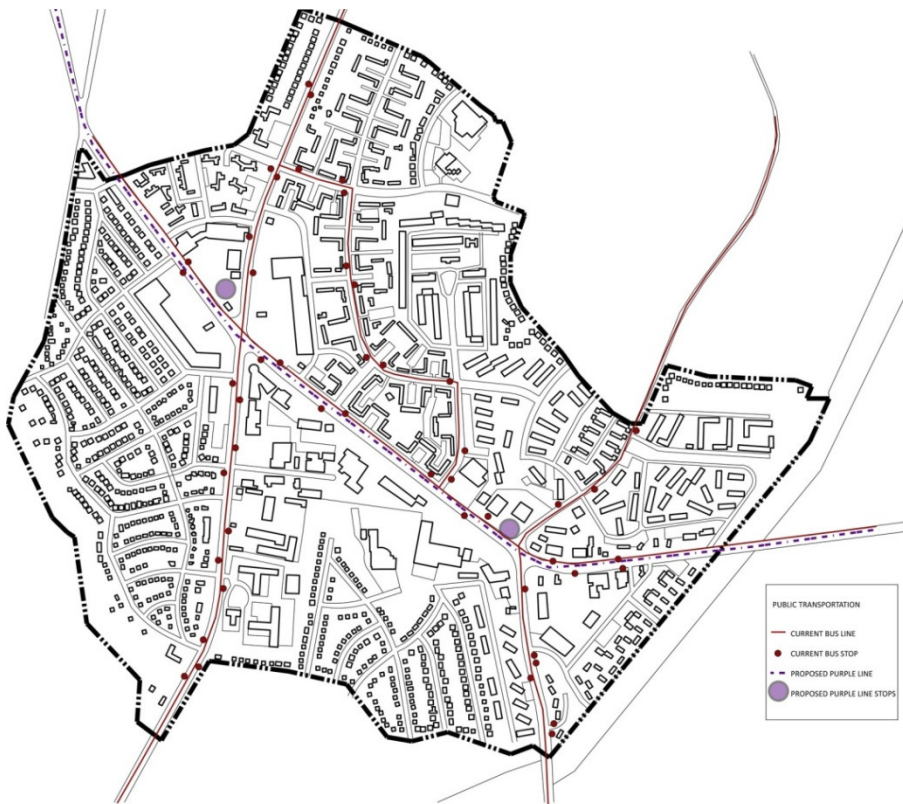 PUBLIC TRANSPORTATION
CURRENT BUS LINE
CURRENT BUS STOP
PROPOSED PURPLE LINE
PROPOSED PURPLE LINE STOPS